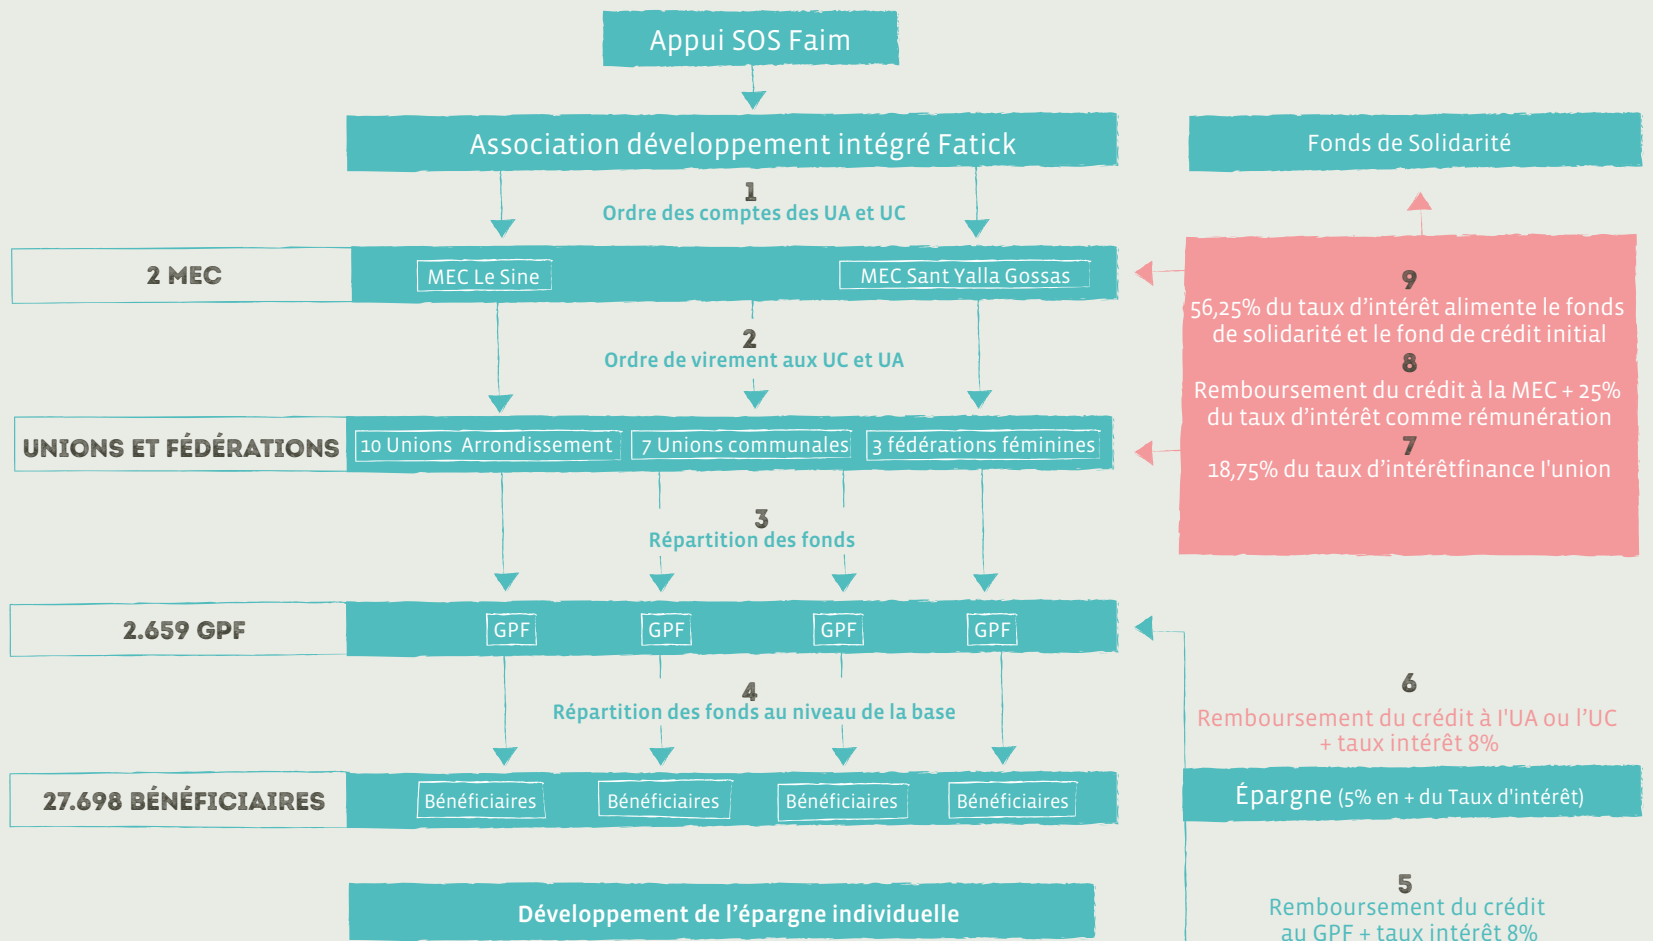 Appui SOS Faim
Association développement intégré Fatick
Fonds de Solidarité
1
Ordre des comptes des UA et UC
2 MEC
MEC Le Sine
MEC Sant Yalla Gossas
2
Ordre de virement aux UC et UA
9
56,25% du taux d’intérêt alimente le fonds
de solidarité et le fond de crédit initial
8
Remboursement du crédit à la MEC + 25%
du taux d’intérêt comme rémunération
7
18,75% du taux d’intérêtfinance l'union
UNIONS ET FÉDÉRATIONS
10 Unions Arrondissement
7 Unions communales
3 fédérations féminines
3
Répartition des fonds
2.659 GPF
GPF
GPF
GPF
GPF
4
Répartition des fonds au niveau de la base
6
Remboursement du crédit à l'UA ou l’UC
+ taux intérêt 8%
27.698 BÉNÉFICIAIRES
Bénéficiaires
Bénéficiaires
Bénéficiaires
Bénéficiaires
Épargne (5% en + du Taux d'intérêt)
5
Remboursement du crédit
au GPF + taux intérêt 8%
Développement de l’épargne individuelle